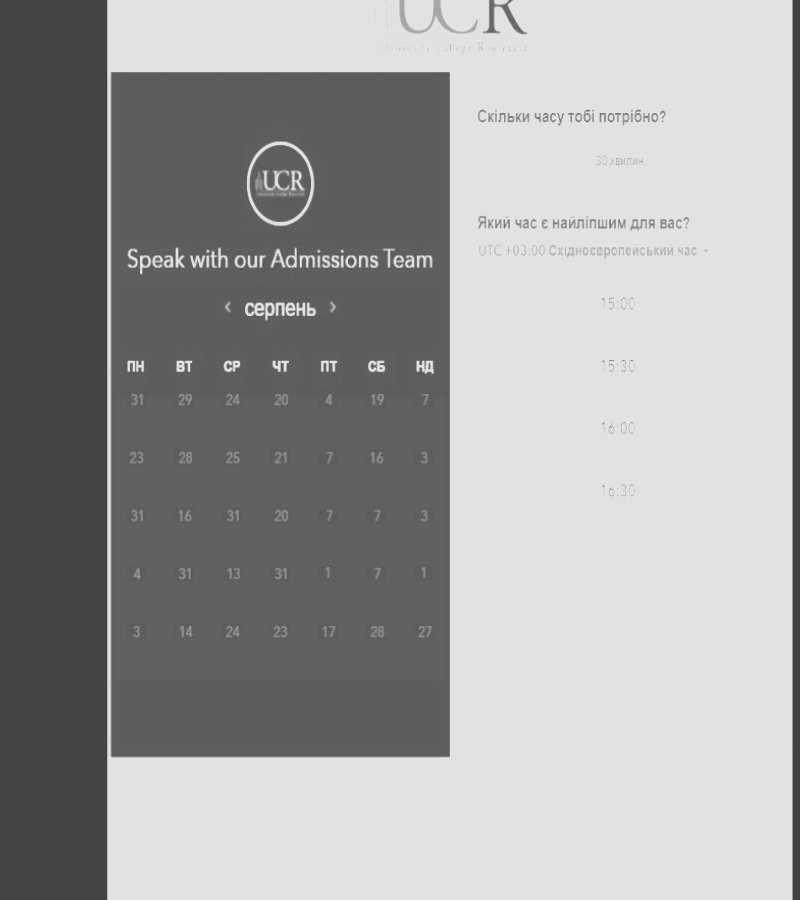 UCR
University College Roosevelt
UCR
Speak with our Admissions Team
‹ серпень ›
ПН ВТ СР ЧТ ПТ СБ НД
31 29 24 20 4 19 7
23 28 25 21 7 16 3
31 16 31 20 7 7 3
4 31 13 31 1 7 1
3 14 24 23 17 28 27
Скільки часу тобі потрібно?
30 хвилин
Який час є найліпшим для вас?
UTC +03:00 Східноєвропейський час
15:00
15:30
16:00
16:30